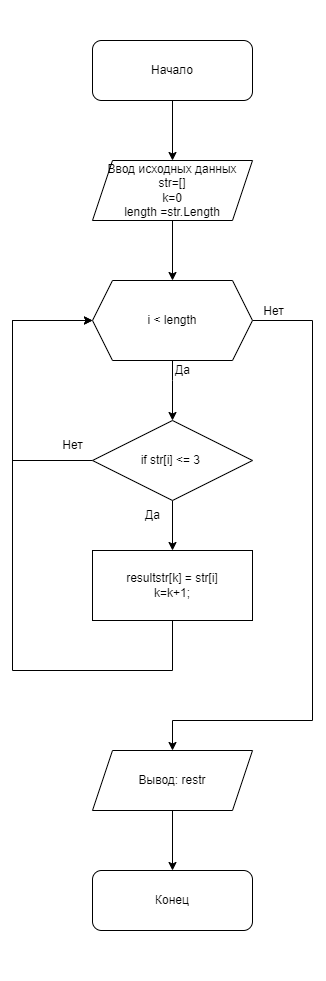 Начало
Ввод исходных данных
str=[]
k=0
length =str.Length
i < length
Нет
Да
Нет
if str[i] <= 3
Да
resultstr[k] = str[i]
k=k+1;
Вывод: restr
Конец